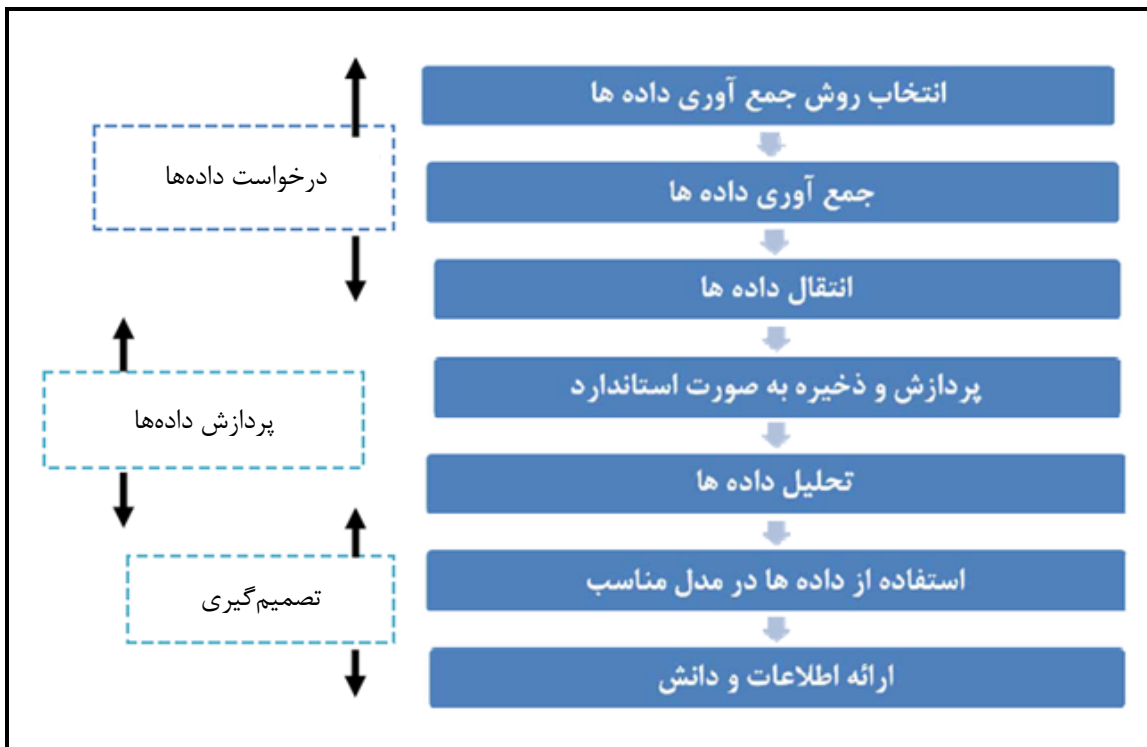 انتخاب روش جمع آوری داده ها
درخواست داده‌ها
جمع آوری داده ها
انتقال داده ها
پردازش و ذخیره به صورت استاندارد
پردازش داده‌ها
تحلیل داده ها
استفاده از داده ها در مدل مناسب
تصمیم‌گیری
ارائه اطلاعات و دانش